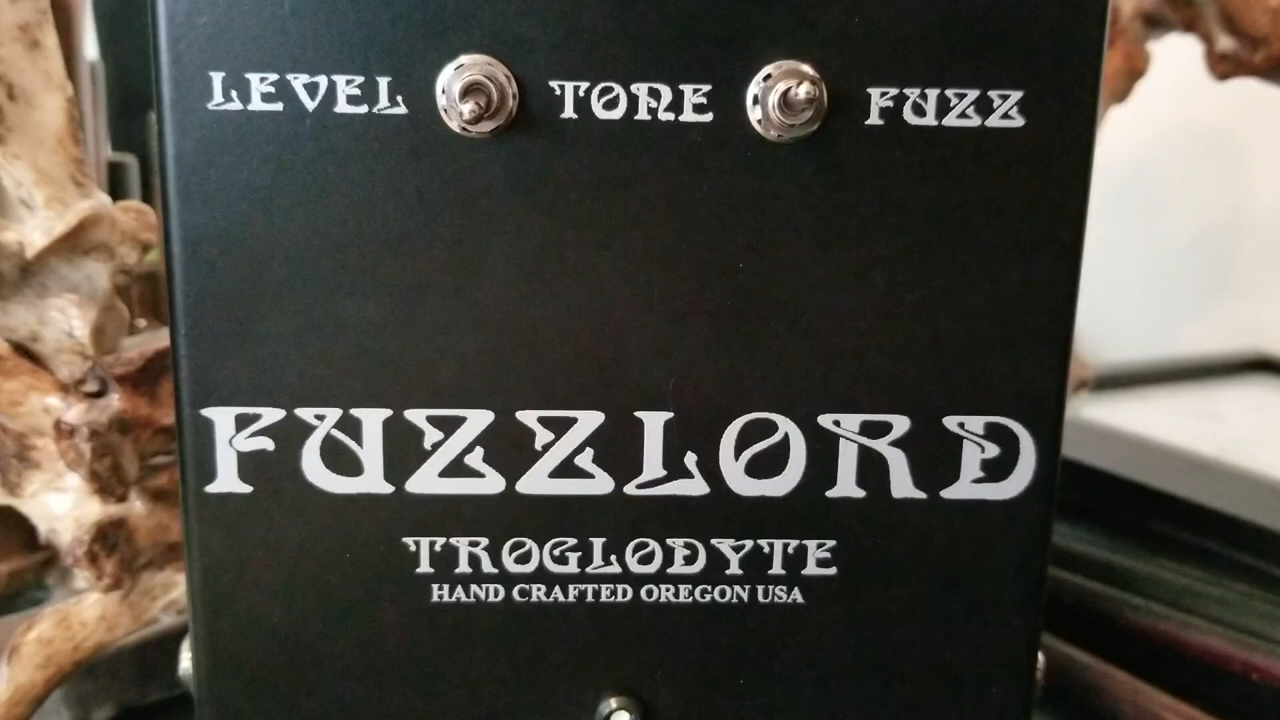 LEVEL TONE FUZZ
FUZZLORD
TROGLODYTE
HAND CRAFTED OREGON USA